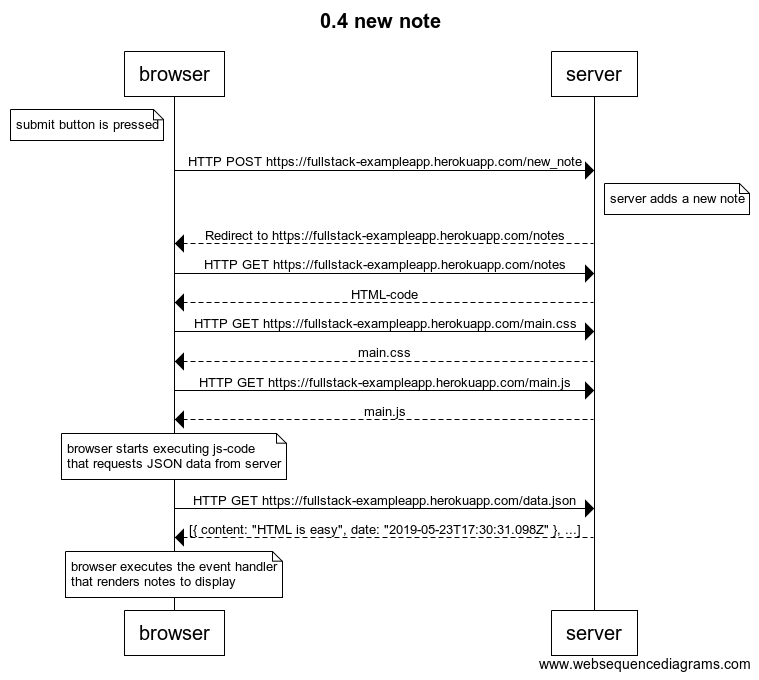 0.4 new note
browser
server
submit button is pressed
HTTP POST https://fullstack-exampleapp.herokuapp.com/new_note
server adds a new note
Redirect to https://fullstack-exampleapp.herokuapp.com/notes
HTTP GET https://fullstack-exampleapp.herokuapp.com/notes
HTML-code
HTTP GET https://fullstack-exampleapp.herokuapp.com/main.css
main.css
HTTP GET https://fullstack-exampleapp.herokuapp.com/main.js
main.js
browser starts executing js-code
that requests JSON data from server
HTTP GET https://fullstack-exampleapp.herokuapp.com/data.json
[{ content: "HTML is easy", date: "2019-05-23T17:30:31.098Z" }, ...]
browser executes the event handler
that renders notes to display
browser
server
www.websequencediagrams.com